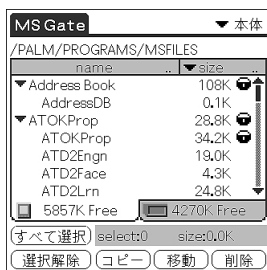 MS Gate ▼ 本体
/PALM/PROGRAMS/MSFILES
name .. ▼size ..
▼Address Book 108K
AddressDB 0.1K
▼ATOKProp 28.8K
ATOKProp 34.2K
ATD2Engn 19.0K
ATD2Face 4.3K
ATD2Lrn 24.8K
5857K Free 4270K Free
すべて選択 select:0 size:0.0K
選択解除 コピー 移動 削除